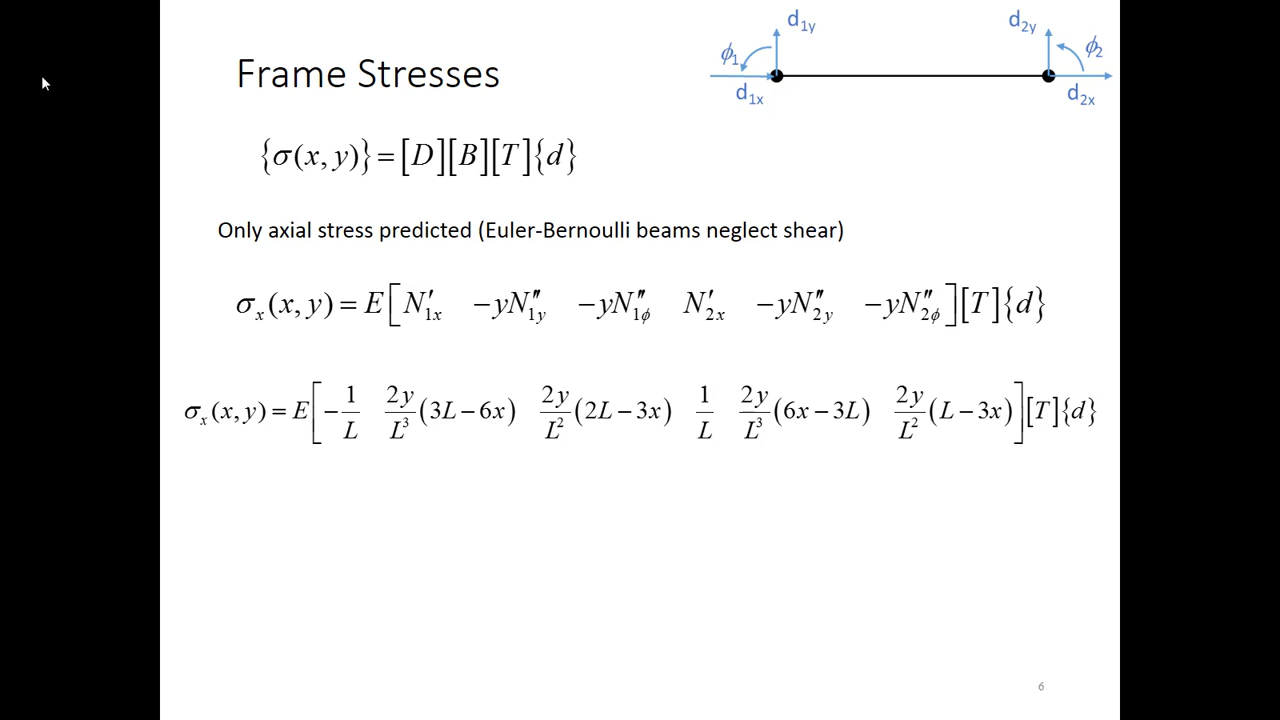 d1y d2y
Frame Stresses ϕ1 ϕ2
d1x d2x
{σ(x, y)} = [D][B][T]{d}
Only axial stress predicted (Euler-Bernoulli beams neglect shear)
σx(x, y) = E[N′1x −yN″1y −yN″1ϕ N′2x −yN″2y −yN″2ϕ][T]{d}
σx(x, y) = E[−1/L 2y/L³(3L−6x) 2y/L²(2L−3x) 1/L 2y/L³(6x−3L) 2y/L²(L−3x)][T]{d}
6